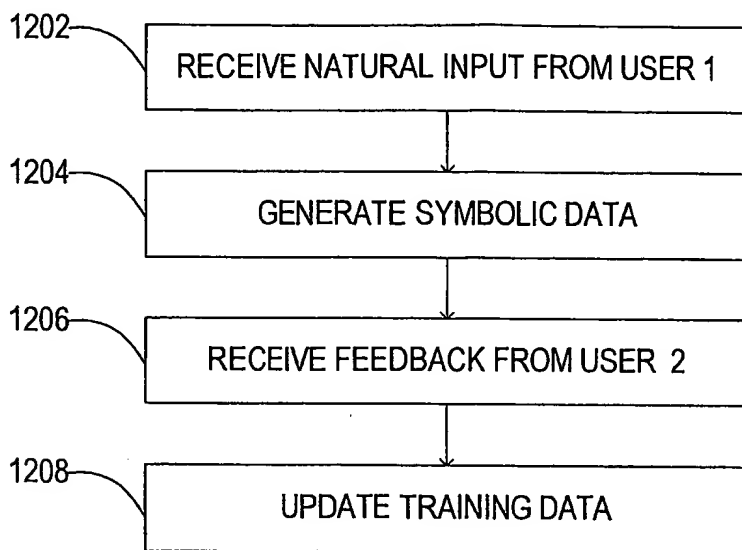 1202
RECEIVE NATURAL INPUT FROM USER 1
1204
GENERATE SYMBOLIC DATA
1206
RECEIVE FEEDBACK FROM USER 2
1208
UPDATE TRAINING DATA